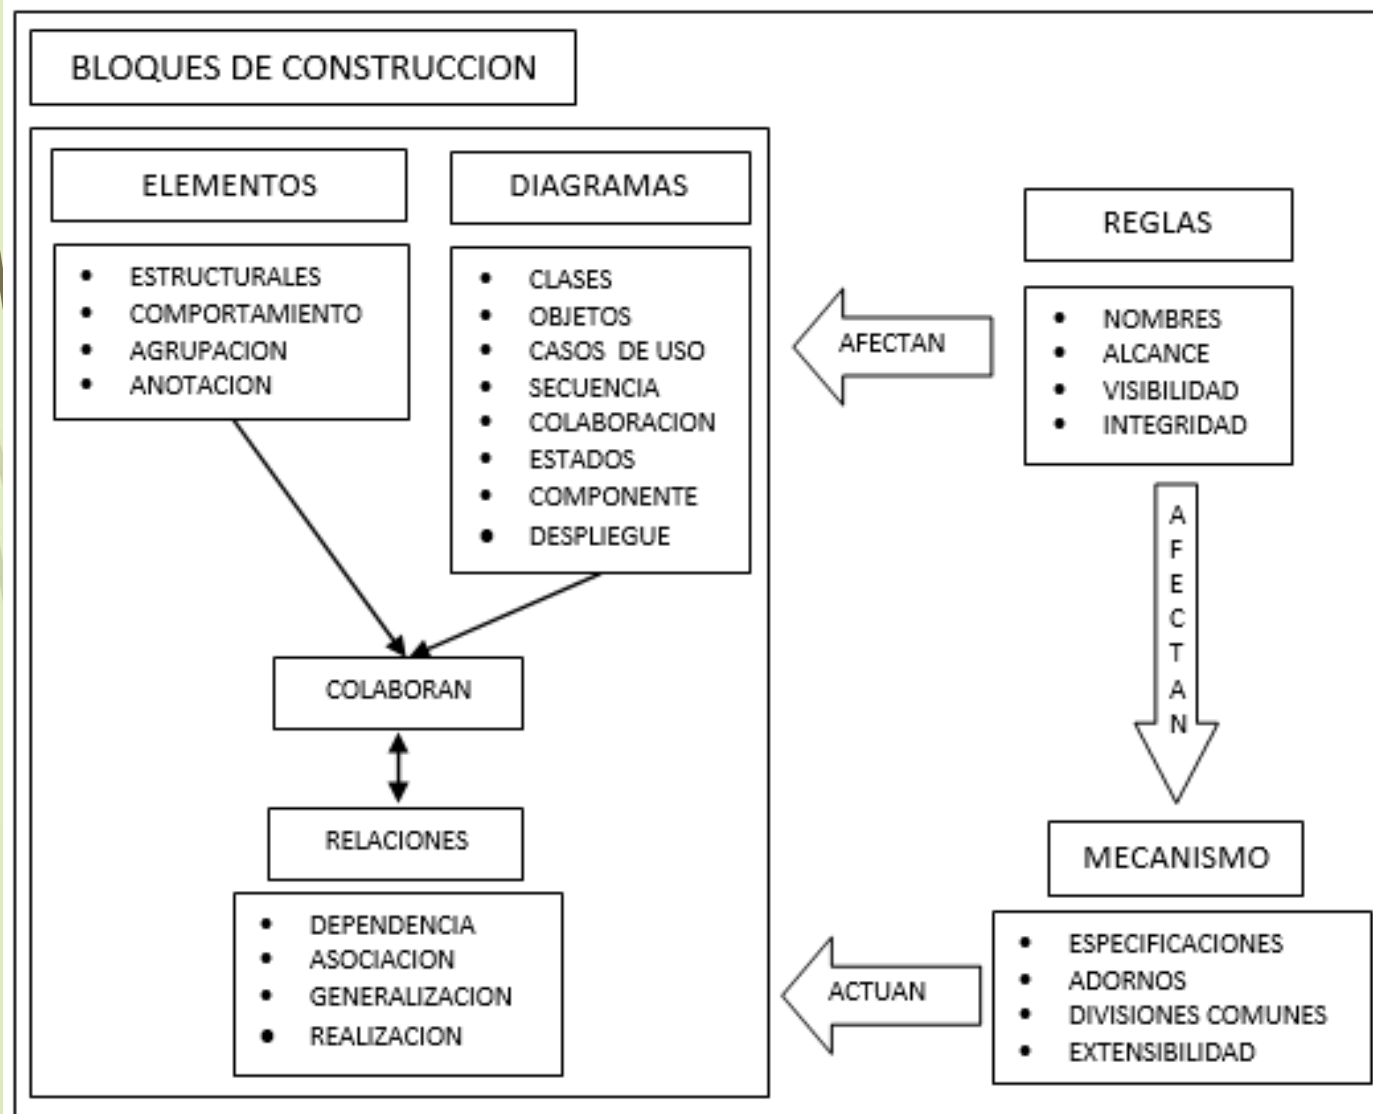 BLOQUES DE CONSTRUCCION
ELEMENTOS
• ESTRUCTURALES
• COMPORTAMIENTO
• AGRUPACION
• ANOTACION
DIAGRAMAS
• CLASES
• OBJETOS
• CASOS DE USO
• SECUENCIA
• COLABORACION
• ESTADOS
• COMPONENTE
• DESPLIEGUE
COLABORAN
RELACIONES
• DEPENDENCIA
• ASOCIACION
• GENERALIZACION
• REALIZACION
AFECTAN
REGLAS
• NOMBRES
• ALCANCE
• VISIBILIDAD
• INTEGRIDAD
A
F
E
C
T
A
N
MECANISMO
• ESPECIFICACIONES
• ADORNOS
• DIVISIONES COMUNES
• EXTENSIBILIDAD
ACTUAN